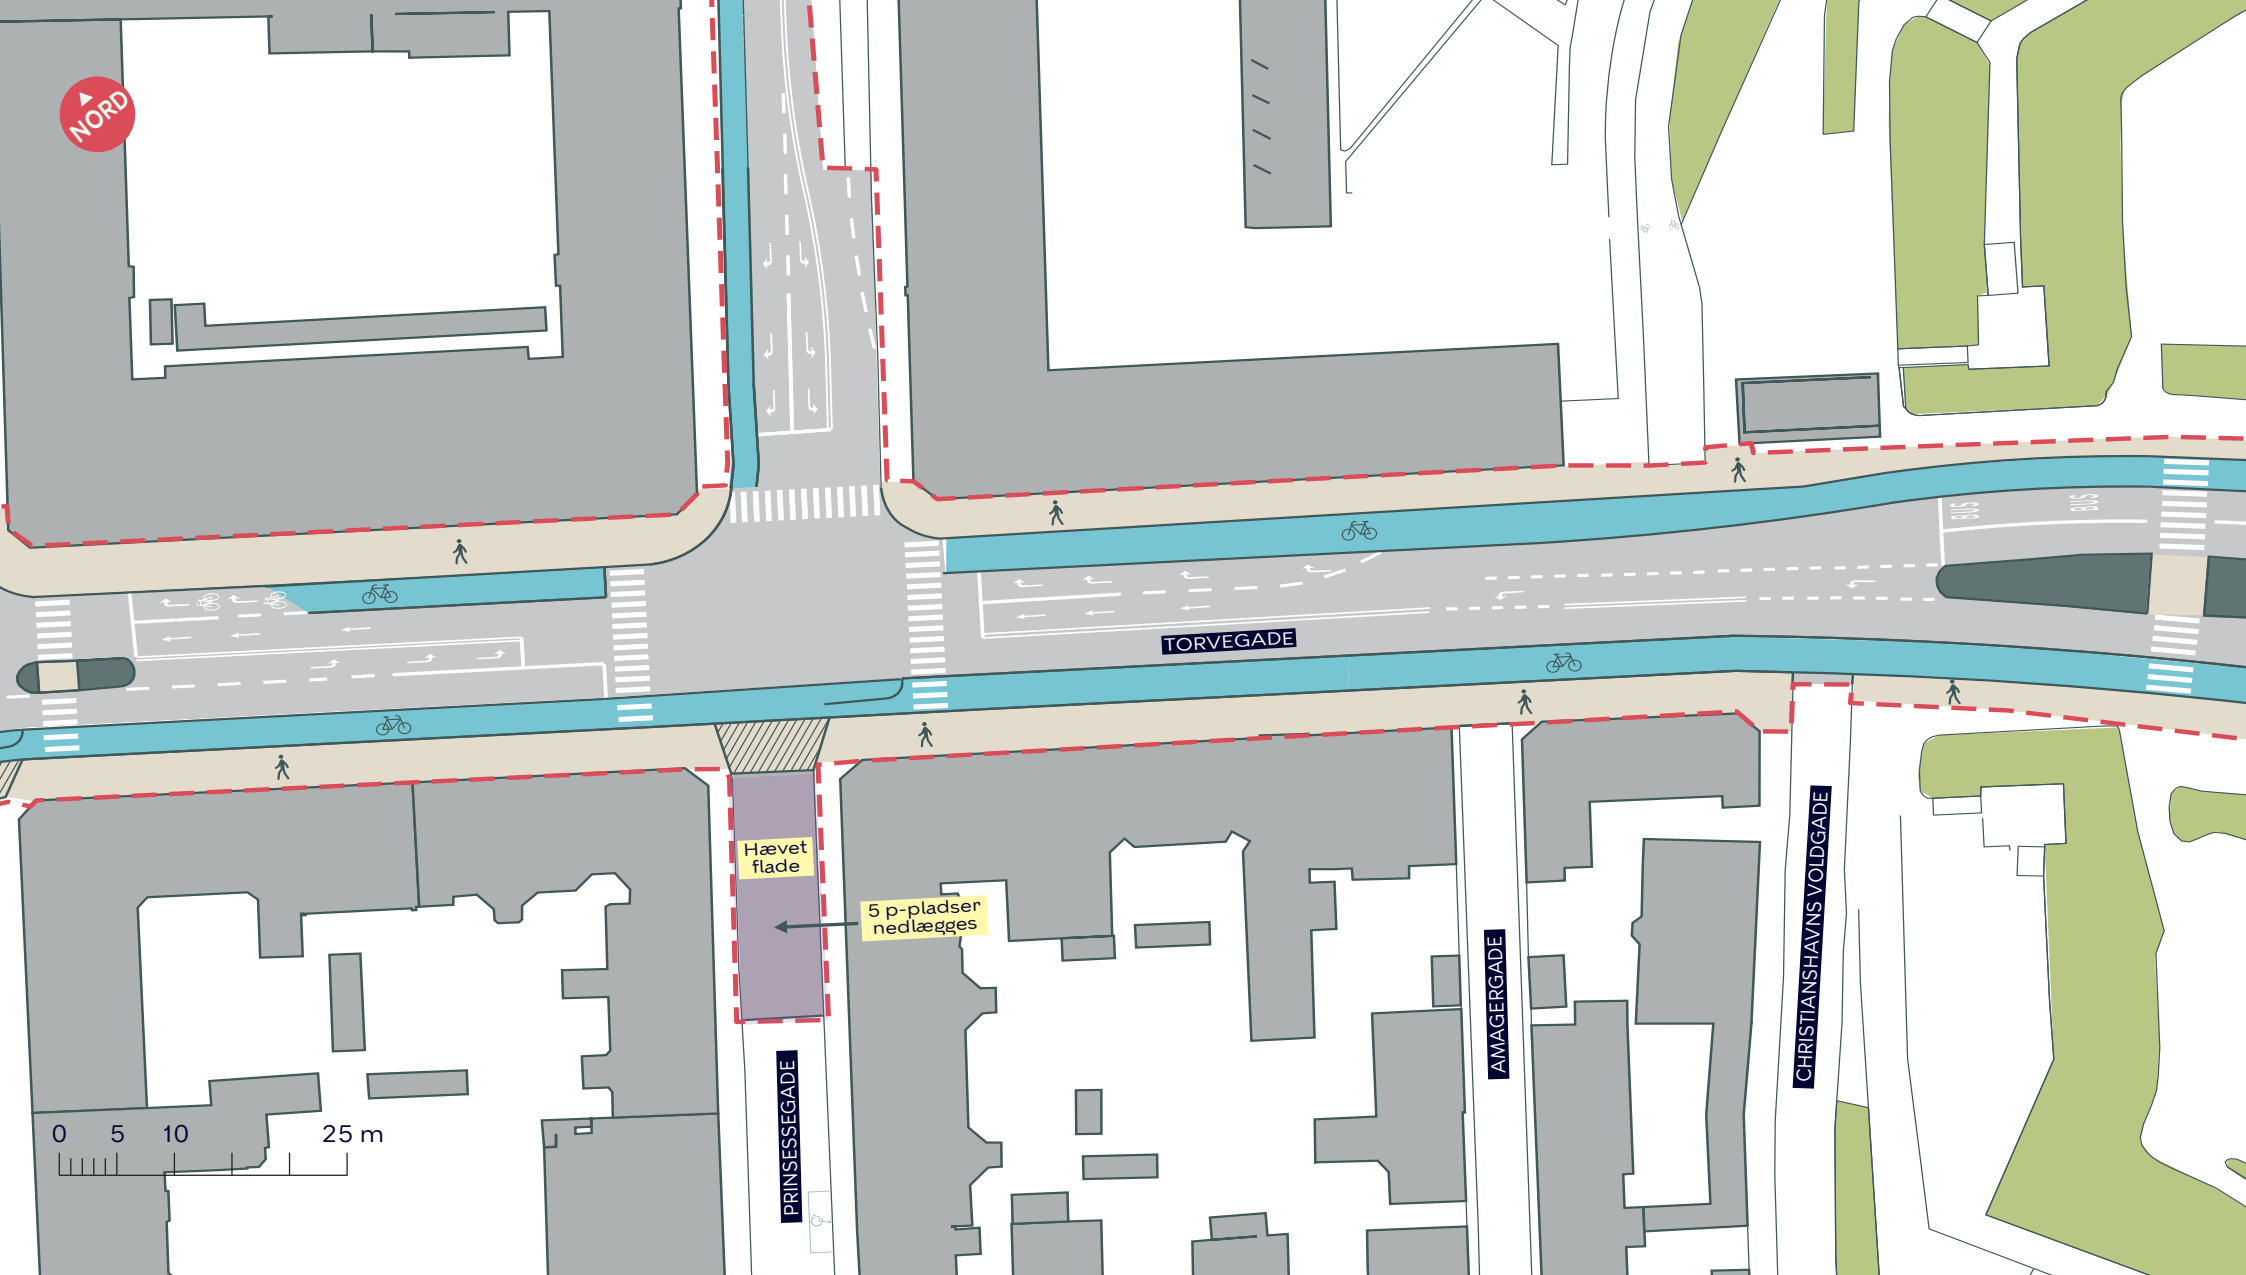 NORD
BUS
BUS
TORVEGADE
Hævet
flade
5 p-pladser
nedlægges
PRINSESSEGADE
AMAGERGADE
CHRISTIANSHAVNS VOLDGADE
0 5 10 25 m